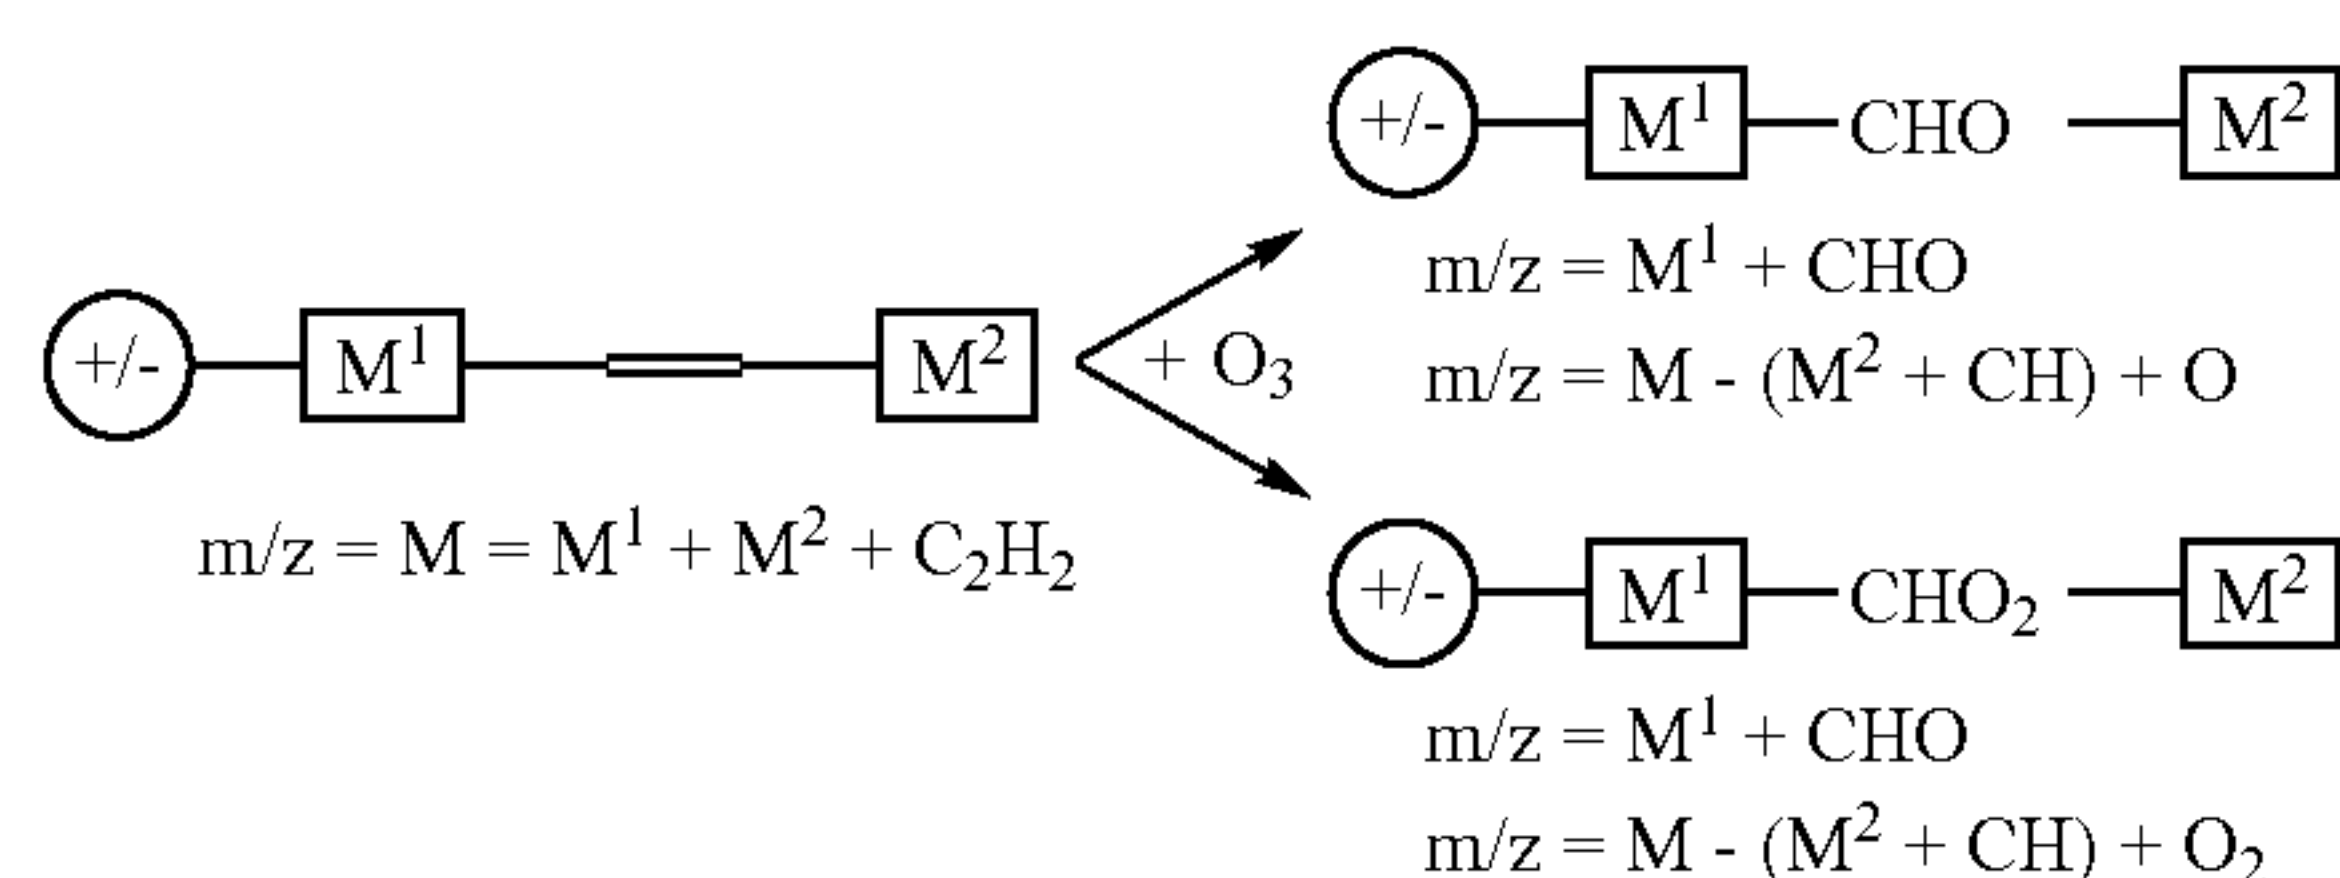 +/- M¹ CHO M²
m/z = M¹ + CHO
m/z = M - (M² + CH) + O
+/- M¹ M² + O₃
m/z = M = M¹ + M² + C₂H₂
+/- M¹ CHO₂ M²
m/z = M¹ + CHO
m/z = M - (M² + CH) + O₂